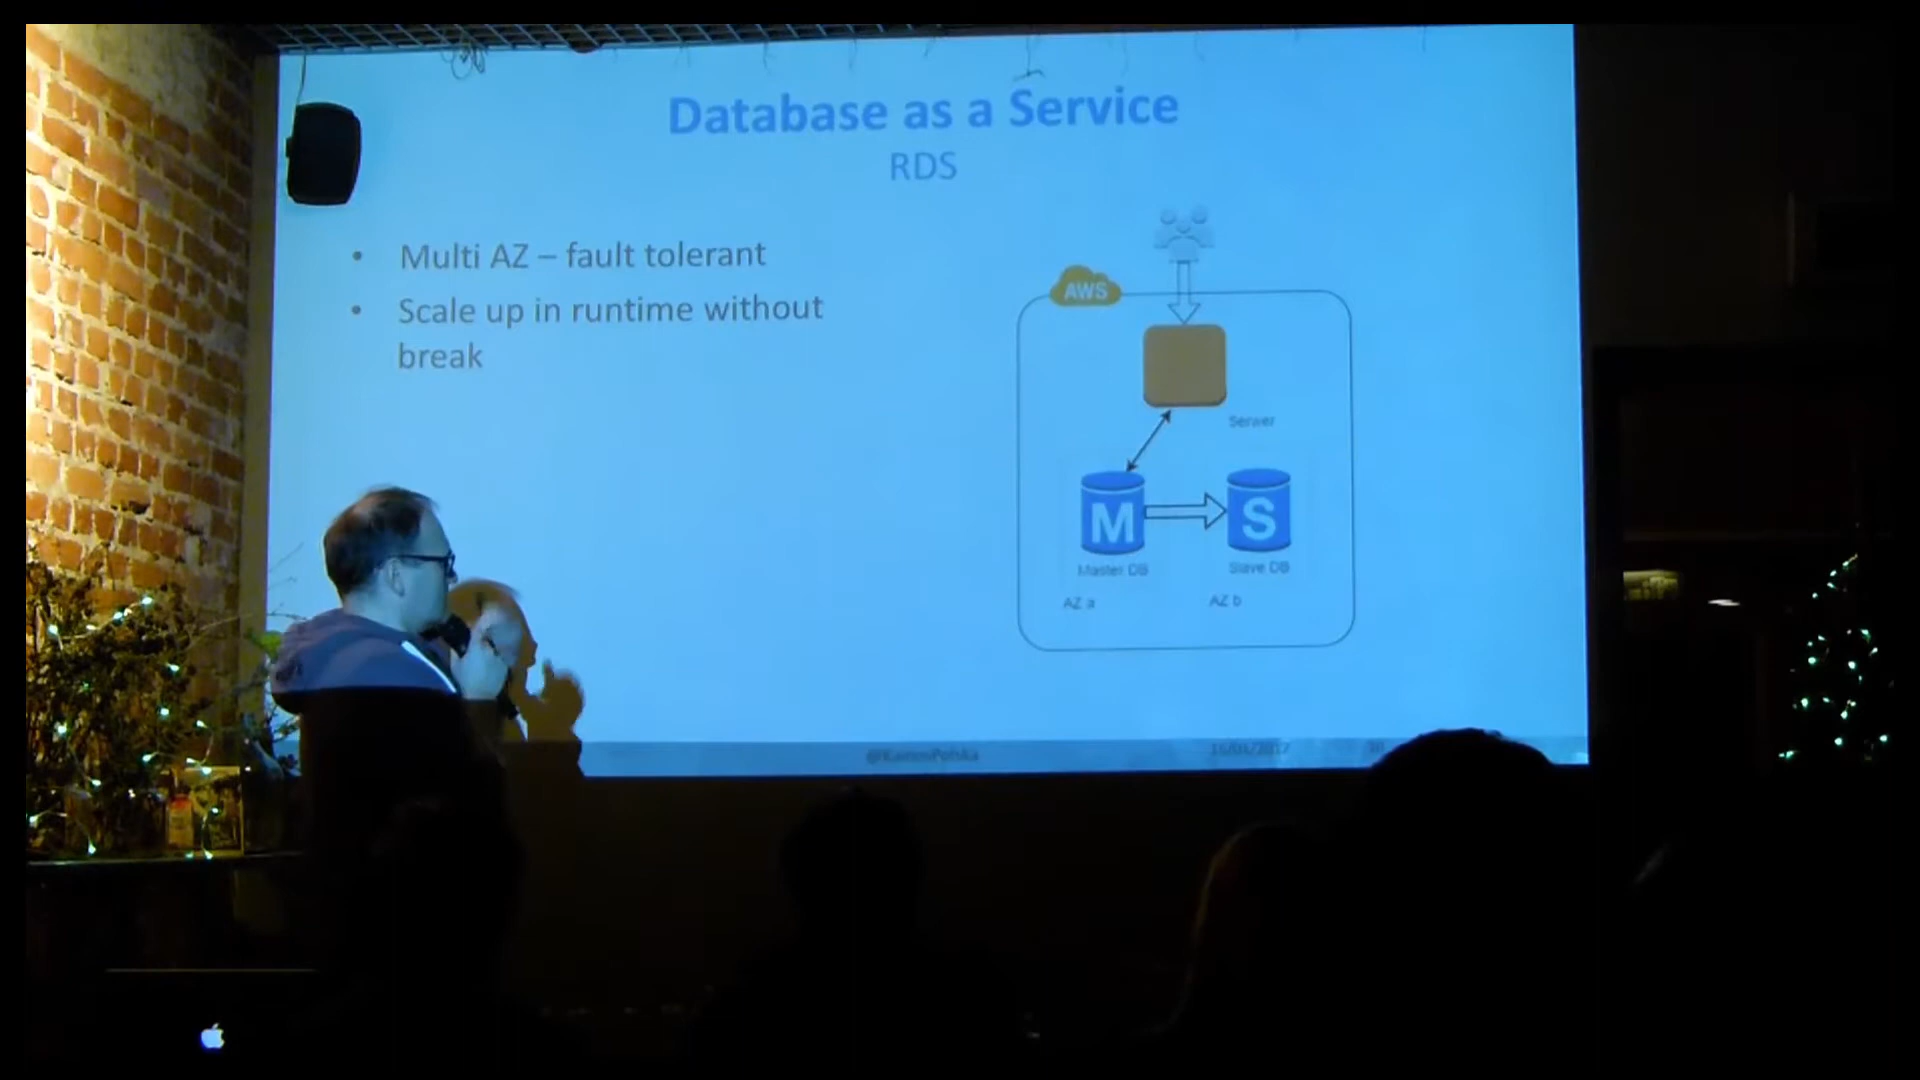 Database as a Service
RDS
• Multi AZ – fault tolerant
• Scale up in runtime without
break
AWS
Serwer
M
S
Master DB
Slave DB
AZ a
AZ b